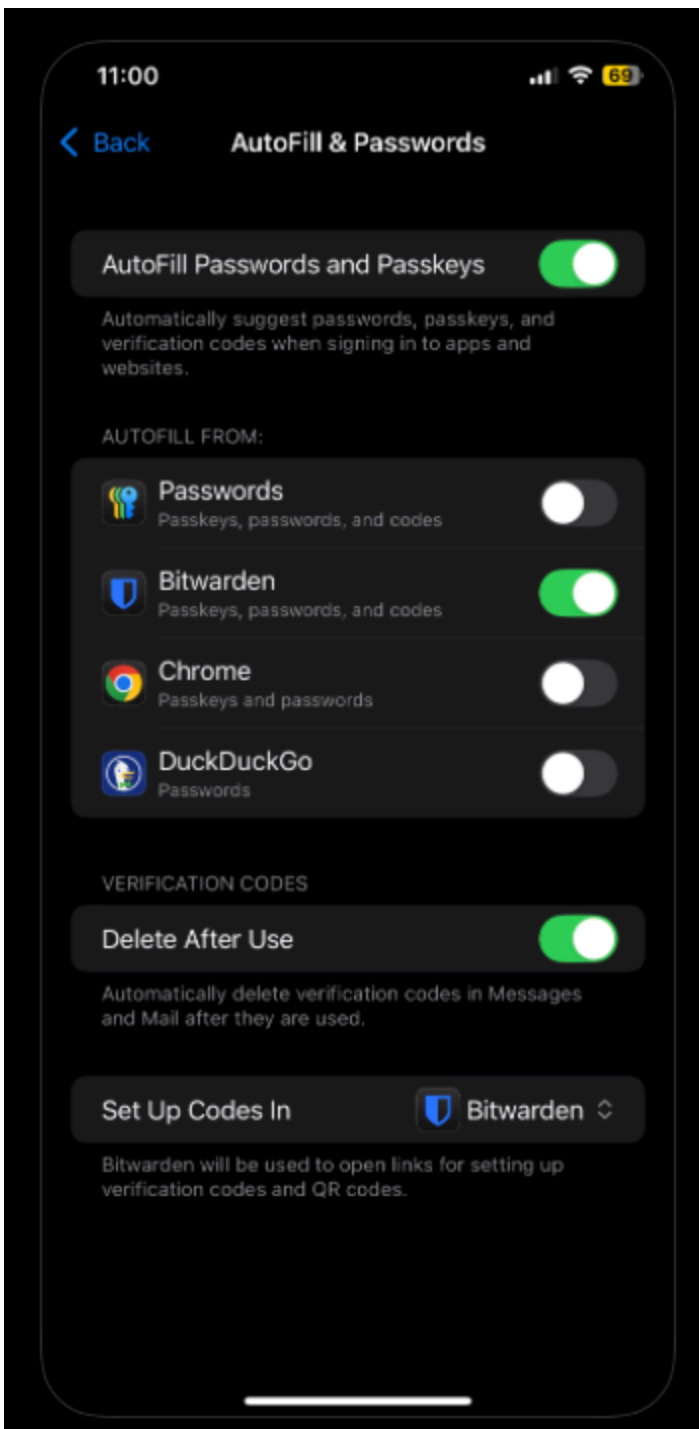 11:00 69
Back AutoFill & Passwords
AutoFill Passwords and Passkeys
Automatically suggest passwords, passkeys, and
verification codes when signing in to apps and
websites.
AUTOFILL FROM:
Passwords
Passkeys, passwords, and codes
Bitwarden
Passkeys, passwords, and codes
Chrome
Passkeys and passwords
DuckDuckGo
Passwords
VERIFICATION CODES
Delete After Use
Automatically delete verification codes in Messages
and Mail after they are used.
Set Up Codes In Bitwarden
Bitwarden will be used to open links for setting up
verification codes and QR codes.